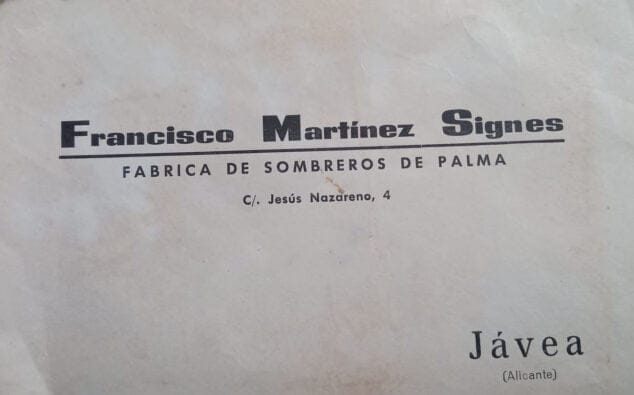 Francisco Martínez Signes
FABRICA DE SOMBREROS DE PALMA
C/. Jesús Nazareno, 4
Jávea
(Alicante)